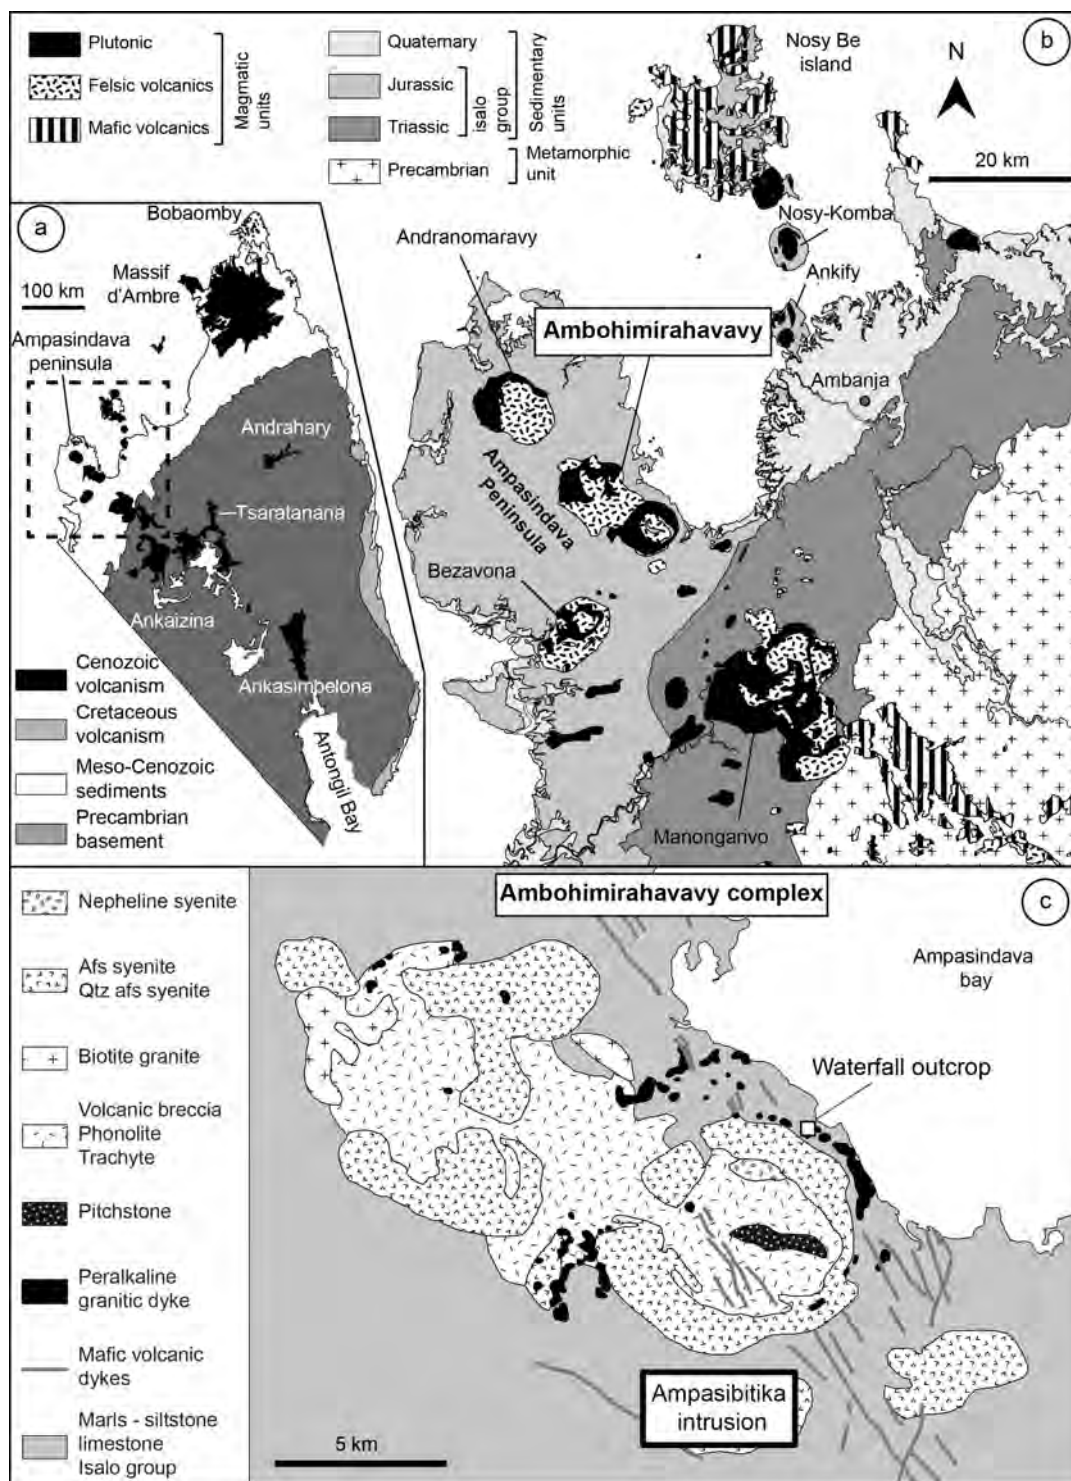 Plutonic
Felsic volcanics
Mafic volcanics
Magmatic
units
Quaternary
Jurassic
Triassic
Isalo
group
Sedimentary
units
Precambrian
Metamorphic
unit
Nosy Be
island
N
b
20 km
a
Bobaomby
Massif
d'Ambre
100 km
Ampasindava
peninsula
Andrahary
Tsaratanana
Ankaizina
Ankasimbelona
Antongil Bay
Cenozoic
volcanism
Cretaceous
volcanism
Meso-Cenozoic
sediments
Precambrian
basement
Andranomaravy
Nosy-Komba
Ankify
Ambohimirahavavy
Ambanja
Ampasindava
Peninsula
Bezavona
Manongarivo
Nepheline syenite
Afs syenite
Qtz afs syenite
Biotite granite
Volcanic breccia
Phonolite
Trachyte
Pitchstone
Peralkaline
granitic dyke
Mafic volcanic
dykes
Marls - siltstone
limestone
Isalo group
Ambohimirahavavy complex
c
Ampasindava
bay
Waterfall outcrop
Ampasibitika
intrusion
5 km